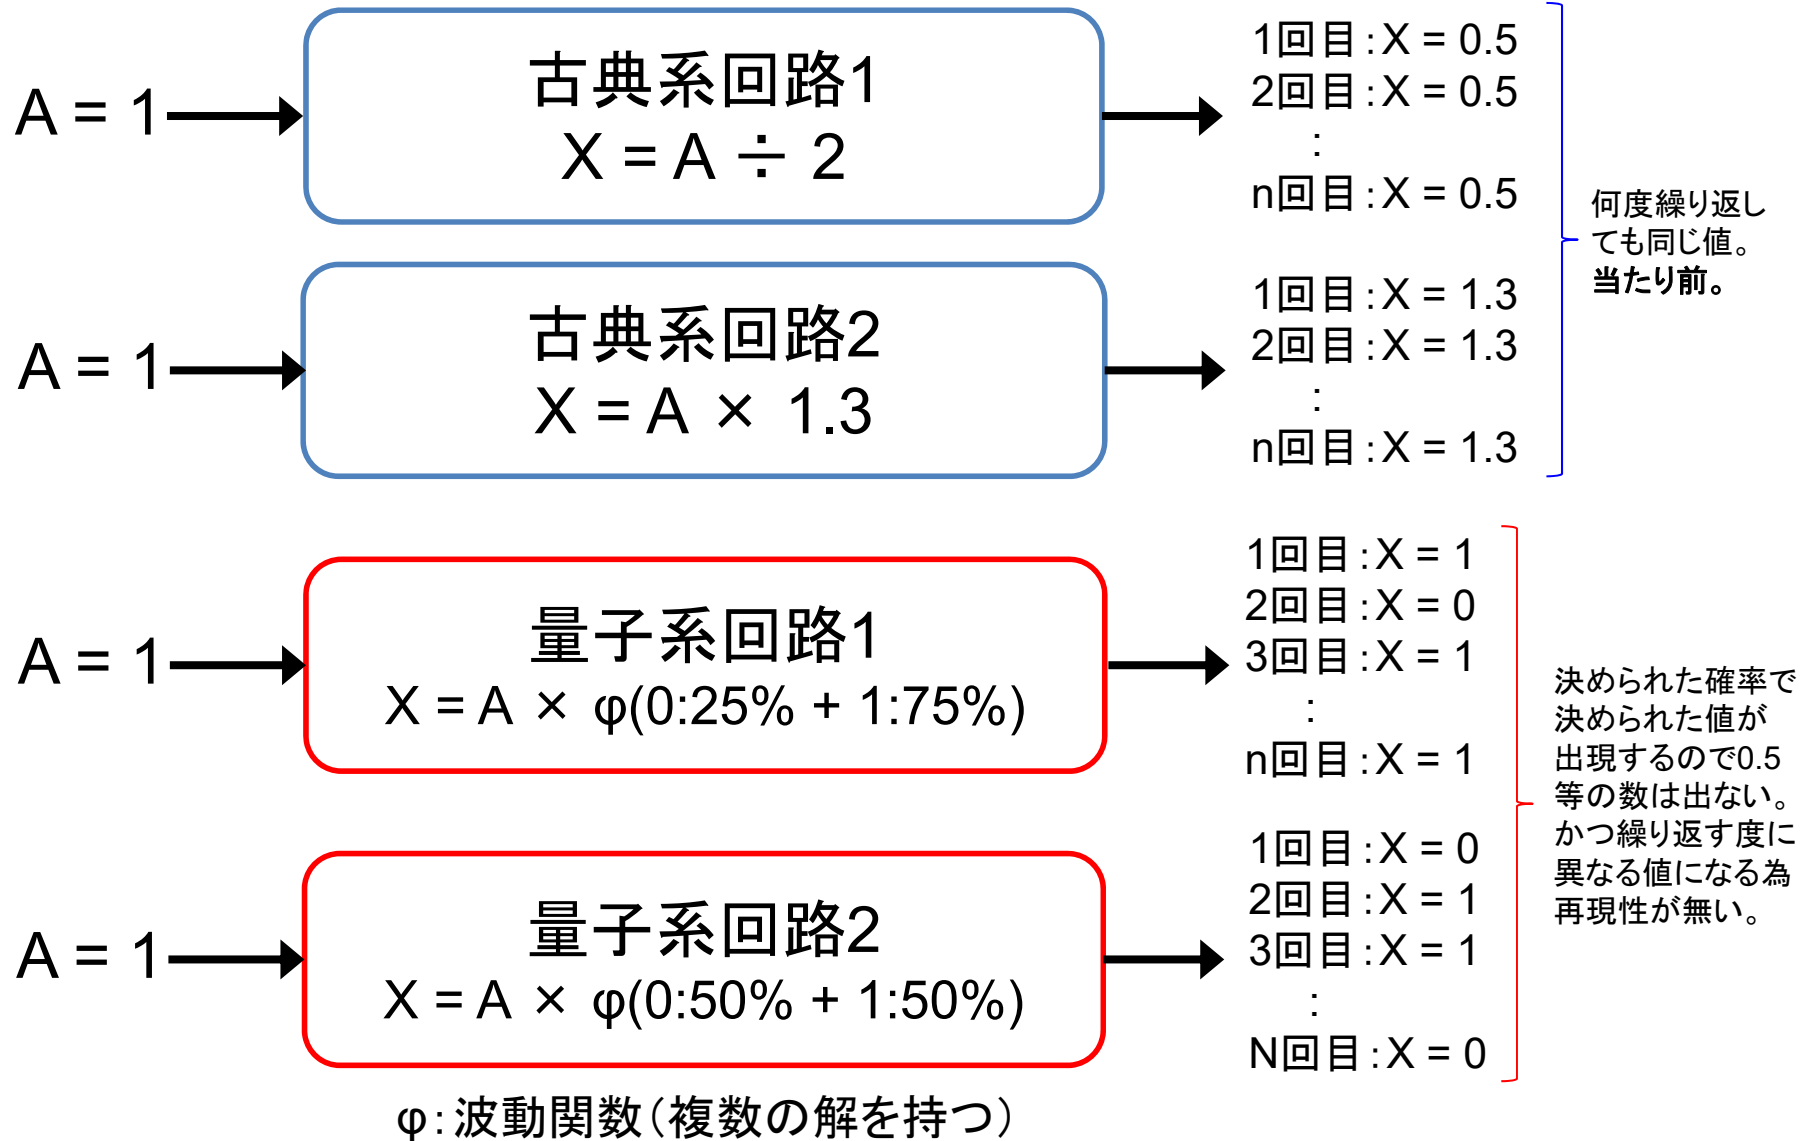 A = 1
古典系回路1
X = A ÷ 2
1回目:X = 0.5
2回目:X = 0.5
:
n回目:X = 0.5
A = 1
古典系回路2
X = A × 1.3
1回目:X = 1.3
2回目:X = 1.3
:
n回目:X = 1.3
何度繰り返し
ても同じ値。
当たり前。
A = 1
量子系回路1
X = A × φ(0:25% + 1:75%)
1回目:X = 1
2回目:X = 0
3回目:X = 1
:
n回目:X = 1
A = 1
量子系回路2
X = A × φ(0:50% + 1:50%)
1回目:X = 0
2回目:X = 1
3回目:X = 1
:
N回目:X = 0
決められた確率で
決められた値が
出現するので0.5
等の数は出ない。
かつ繰り返す度に
異なる値になる為
再現性が無い。
φ:波動関数(複数の解を持つ)